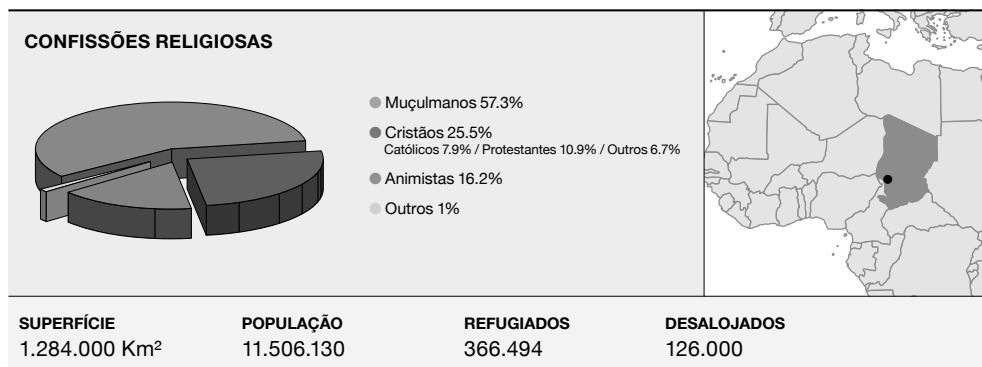 CONFISSÕES RELIGIOSAS
Muçulmanos 57.3%
Cristãos 25.5%
Católicos 7.9% / Protestantes 10.9% / Outros 6.7%
Animistas 16.2%
Outros 1%
SUPERFÍCIE
1.284.000 Km²
POPULAÇÃO
11.506.130
REFUGIADOS
366.494
DESALOJADOS
126.000